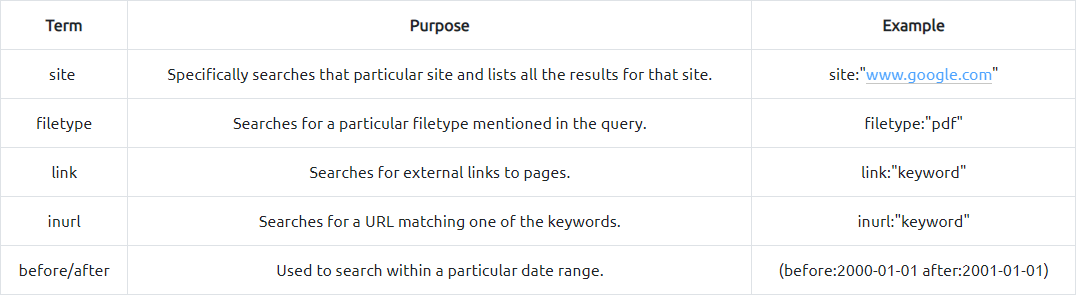 Term Purpose Example
site Specifically searches that particular site and lists all the results for that site. site:"www.google.com"
filetype Searches for a particular filetype mentioned in the query. filetype:"pdf"
link Searches for external links to pages. link:"keyword"
inurl Searches for a URL matching one of the keywords. inurl:"keyword"
before/after Used to search within a particular date range. (before:2000-01-01 after:2001-01-01)